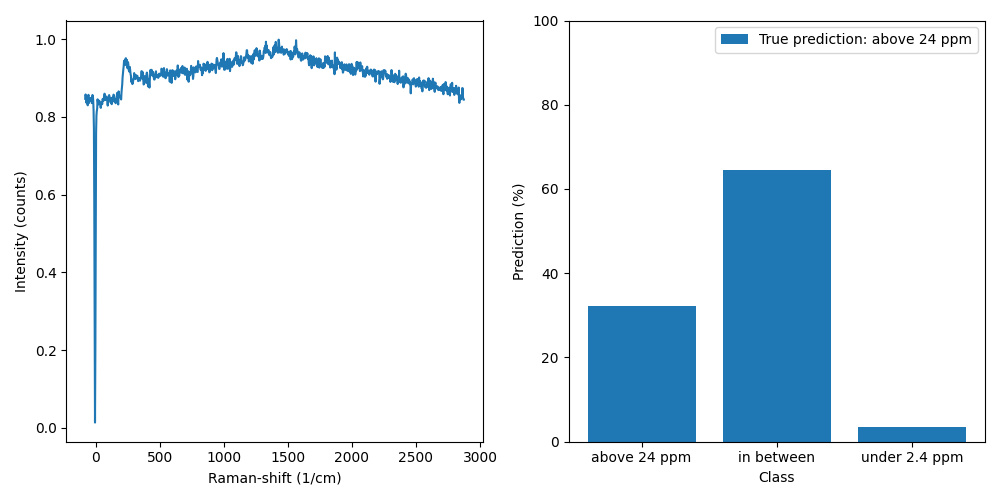 1.0
0.8
0.6
0.4
0.2
0.0
0 500 1000 1500 2000 2500 3000
Raman-shift (1/cm)
Intensity (counts)
100
80
60
40
20
0
True prediction: above 24 ppm
above 24 ppm in between under 2.4 ppm
Class
Prediction (%)